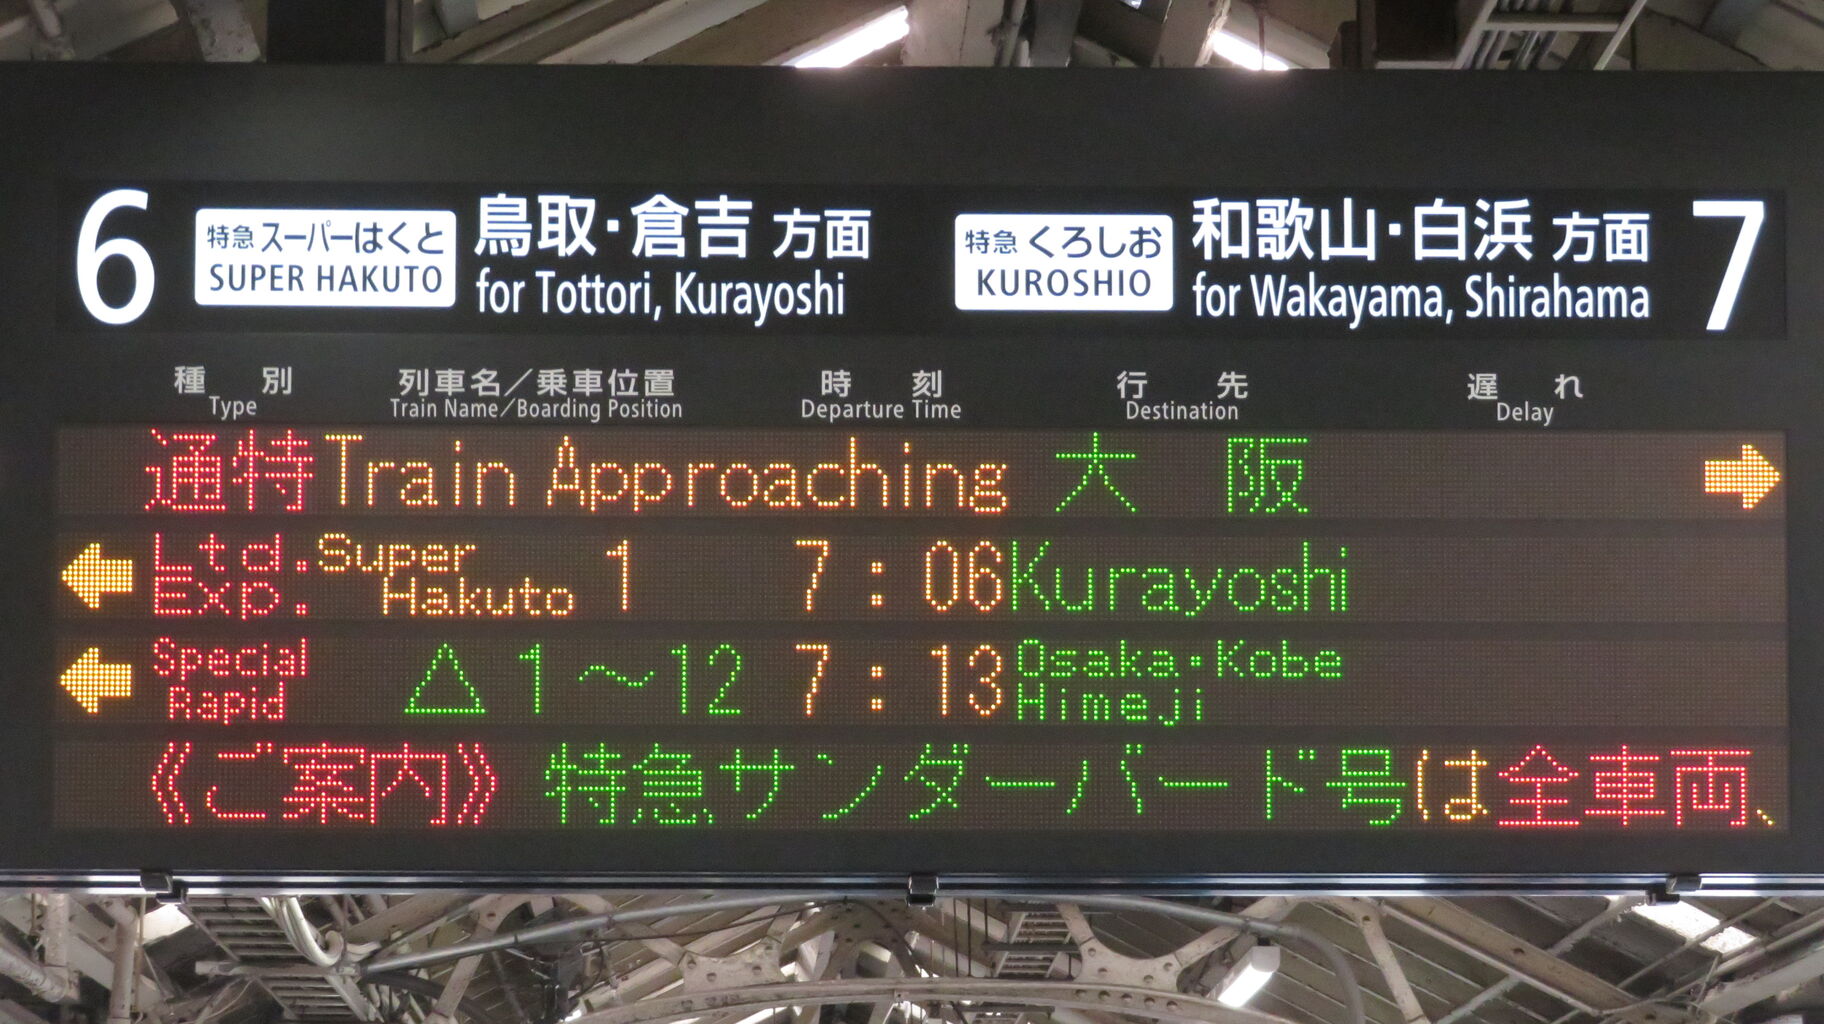 6 特急 スーパーはくと 鳥取・倉吉 方面 特急 くろしお 和歌山・白浜 方面 7
SUPER HAKUTO for Tottori, Kurayoshi KUROSHIO for Wakayama, Shirahama
種別 列車名／乗車位置 時刻 行先 遅れ
Type Train Name／Boarding Position Departure Time Destination Delay
通特 Train Approaching 大阪 ➡
⬅ Ltd. Exp. Super Hakuto 1 7:06 Kurayoshi
⬅ Special Rapid △1～12 7:13 Osaka・Kobe Himeji
《ご案内》 特急サンダーバード号は全車両、